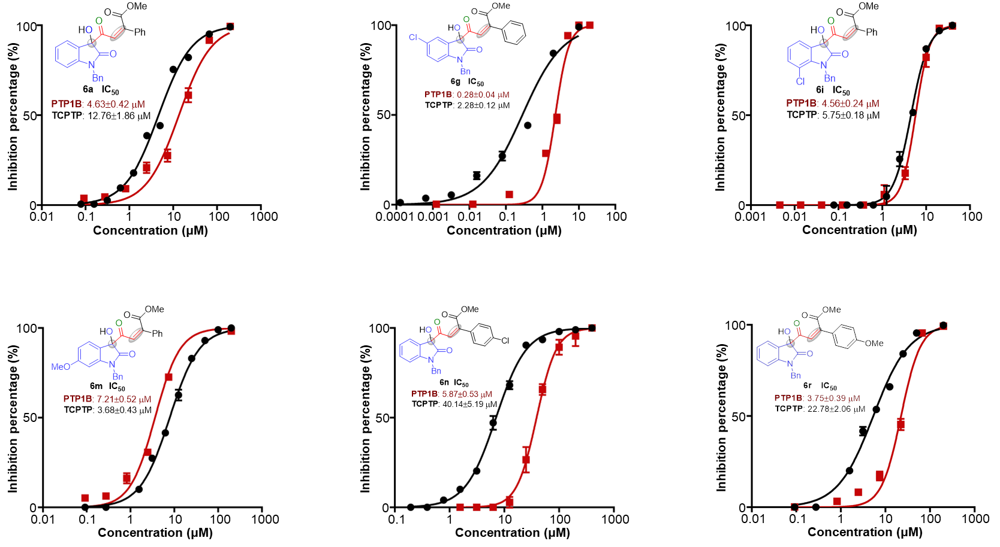 OMe
O
O
HO
Ph
O
N
Bn
6a IC50
PTP1B: 4.63±0.42 μM
TCPTP: 12.76±1.86 μM
Inhibition percentage (%)
100
50
0
0.01
0.1
1
10
100
1000
Concentration (μM)
OMe
O
O
HO
Cl
O
N
Bn
6g IC50
PTP1B: 0.28±0.04 μM
TCPTP: 2.28±0.12 μM
Inhibition percentage (%)
100
50
0
0.0001
0.001
0.01
0.1
1
10
100
Concentration (μM)
OMe
O
O
HO
Ph
O
N
Cl
Bn
6i IC50
PTP1B: 4.56±0.24 μM
TCPTP: 5.75±0.18 μM
Inhibition percentage (%)
100
50
0
0.001
0.01
0.1
1
10
100
Concentration (μM)
OMe
O
O
HO
Ph
O
MeO
N
Bn
6m IC50
PTP1B: 7.21±0.52 μM
TCPTP: 3.68±0.43 μM
Inhibition percentage (%)
100
50
0
0.01
0.1
1
10
100
1000
Concentration (μM)
OMe
O
O
HO
Cl
O
N
Bn
6n IC50
PTP1B: 5.87±0.53 μM
TCPTP: 40.14±5.19 μM
Inhibition percentage (%)
100
50
0
0.1
1
10
100
1000
Concentration (μM)
OMe
O
O
HO
OMe
O
N
Bn
6r IC50
PTP1B: 3.75±0.39 μM
TCPTP: 22.78±2.06 μM
Inhibition percentage (%)
100
50
0
0.01
0.1
1
10
100
1000
Concentration (μM)